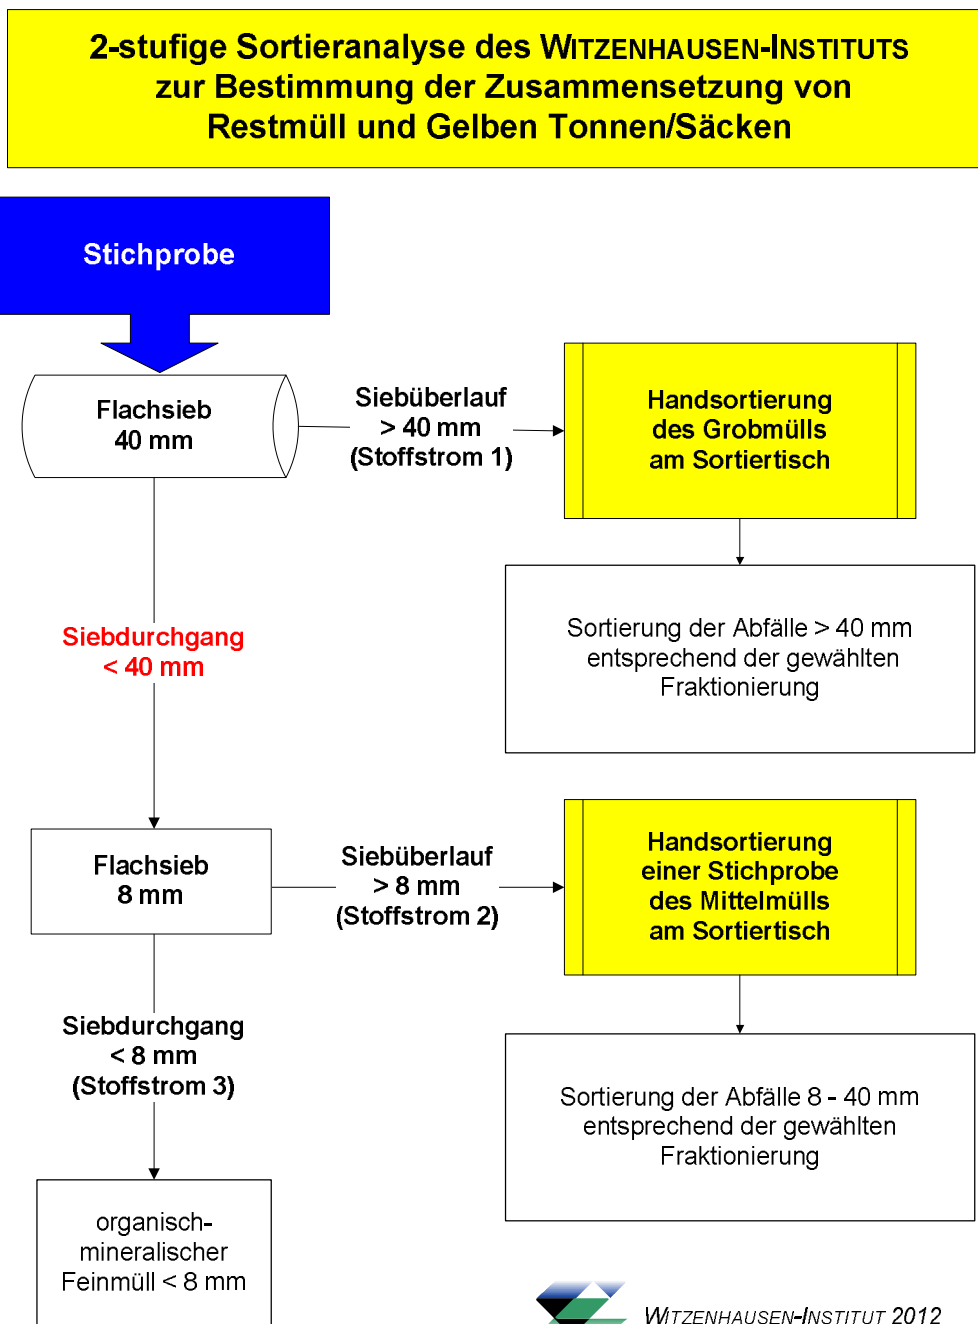 2-stufige Sortieranalyse des WITZENHAUSEN-INSTITUTS
zur Bestimmung der Zusammensetzung von
Restmüll und Gelben Tonnen/Säcken
Stichprobe
Flachsieb
40 mm
Siebüberlauf
> 40 mm
(Stoffstrom 1)
Handsortierung
des Grobmülls
am Sortiertisch
Sortierung der Abfälle > 40 mm
entsprechend der gewählten
Fraktionierung
Siebdurchgang
< 40 mm
Flachsieb
8 mm
Siebüberlauf
> 8 mm
(Stoffstrom 2)
Handsortierung
einer Stichprobe
des Mittelmülls
am Sortiertisch
Siebdurchgang
< 8 mm
(Stoffstrom 3)
Sortierung der Abfälle 8 - 40 mm
entsprechend der gewählten
Fraktionierung
organisch-
mineralischer
Feinmüll < 8 mm
WITZENHAUSEN-INSTITUT 2012